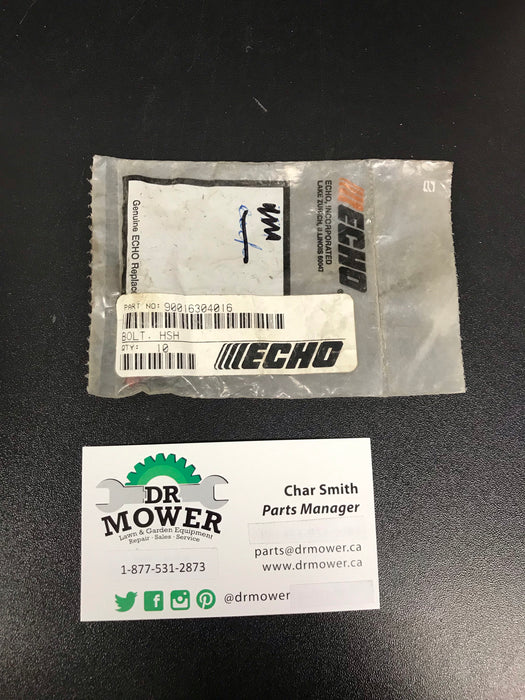 ECHO
®
ECHO, INCORPORATED
LAKE ZURICH, ILLINOIS 60047
Genuine ECHO Replace
PART NO: 90016304016
BOLT, HSH
QTY: 10
ECHO
DR
MOWER
Lawn & Garden Equipment
Repair · Sales · Service
1-877-531-2873
Char Smith
Parts Manager
parts@drmower.ca
www.drmower.ca
@drmower